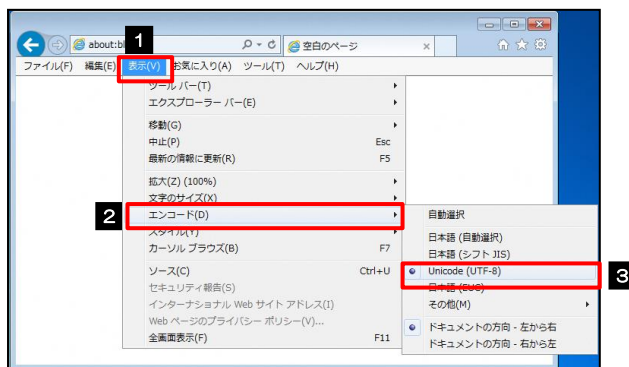 1
about:bl
空白のページ
ファイル(F) 編集(E) 表示(V) お気に入り(A) ツール(T) ヘルプ(H)
ツール バー(T)
エクスプローラー バー(E)
移動(G)
中止(P) Esc
最新の情報に更新(R) F5
拡大(Z) (100%)
文字のサイズ(X)
2
エンコード(D)
スタイル(Y)
カーソル ブラウズ(B) F7
ソース(C) Ctrl+U
セキュリティ報告(S)
インターナショナル Web サイト アドレス(I)
Web ページのプライバシー ポリシー(V)...
全画面表示(F) F11
自動選択
日本語 (自動選択)
日本語 (シフト JIS)
Unicode (UTF-8)
3
日本語 (EUC)
その他(M)
ドキュメントの方向 - 左から右
ドキュメントの方向 - 右から左